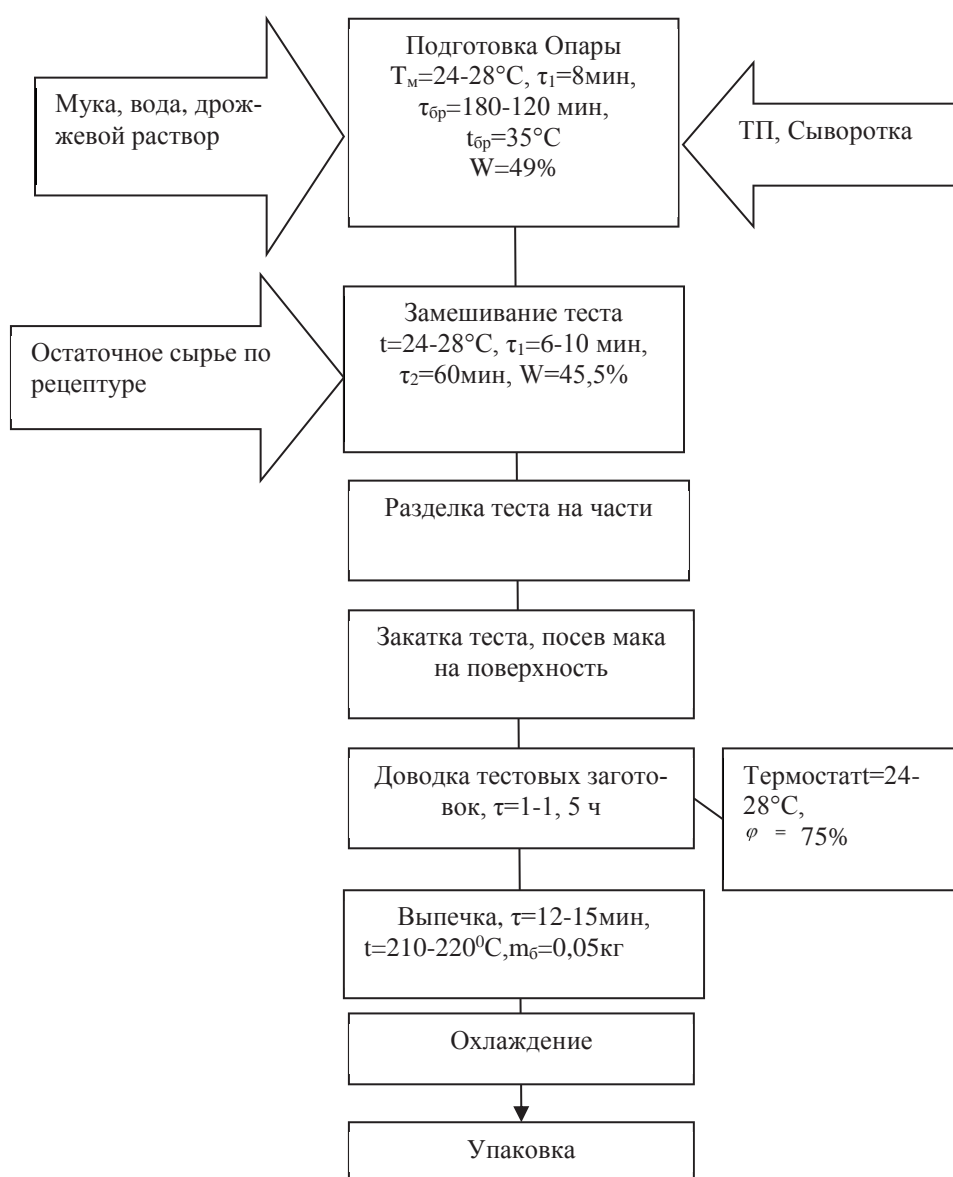 Подготовка Опары
Tм=24-28°C, τ1=8мин,
τбр=180-120 мин,
tбр=35°C
W=49%
Мука, вода, дрож-
жевой раствор
ТП, Сыворотка
Замешивание теста
t=24-28°C, τ1=6-10 мин,
τ2=60мин, W=45,5%
Остаточное сырье по
рецептуре
Разделка теста на части
Закатка теста, посев мака
на поверхность
Доводка тестовых загото-
вок, τ=1-1, 5 ч
Термостатt=24-
28°C,
φ = 75%
Выпечка, τ=12-15мин,
t=210-220⁰C,mб=0,05кг
Охлаждение
Упаковка